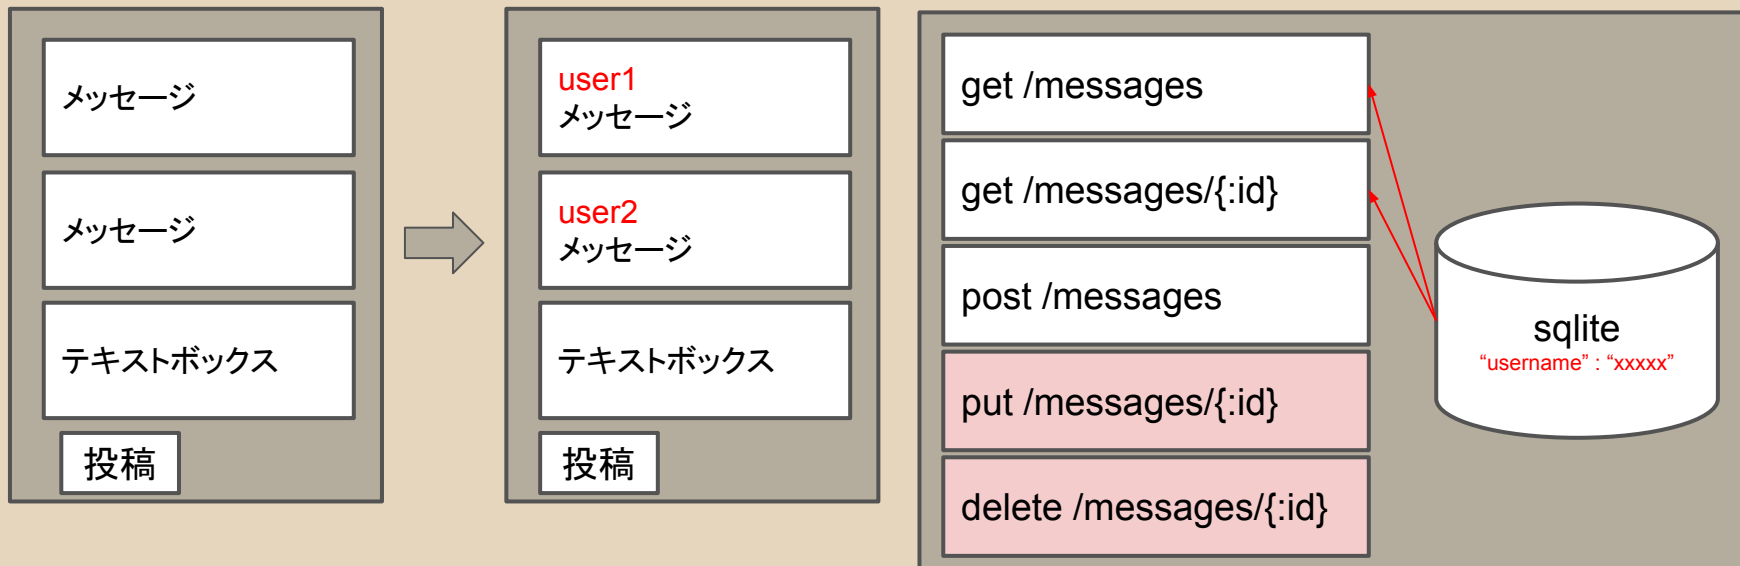 メッセージ
メッセージ
テキストボックス
投稿
user1
メッセージ
user2
メッセージ
テキストボックス
投稿
get /messages
get /messages/{:id}
post /messages
put /messages/{:id}
delete /messages/{:id}
sqlite
“username” : “xxxxx”